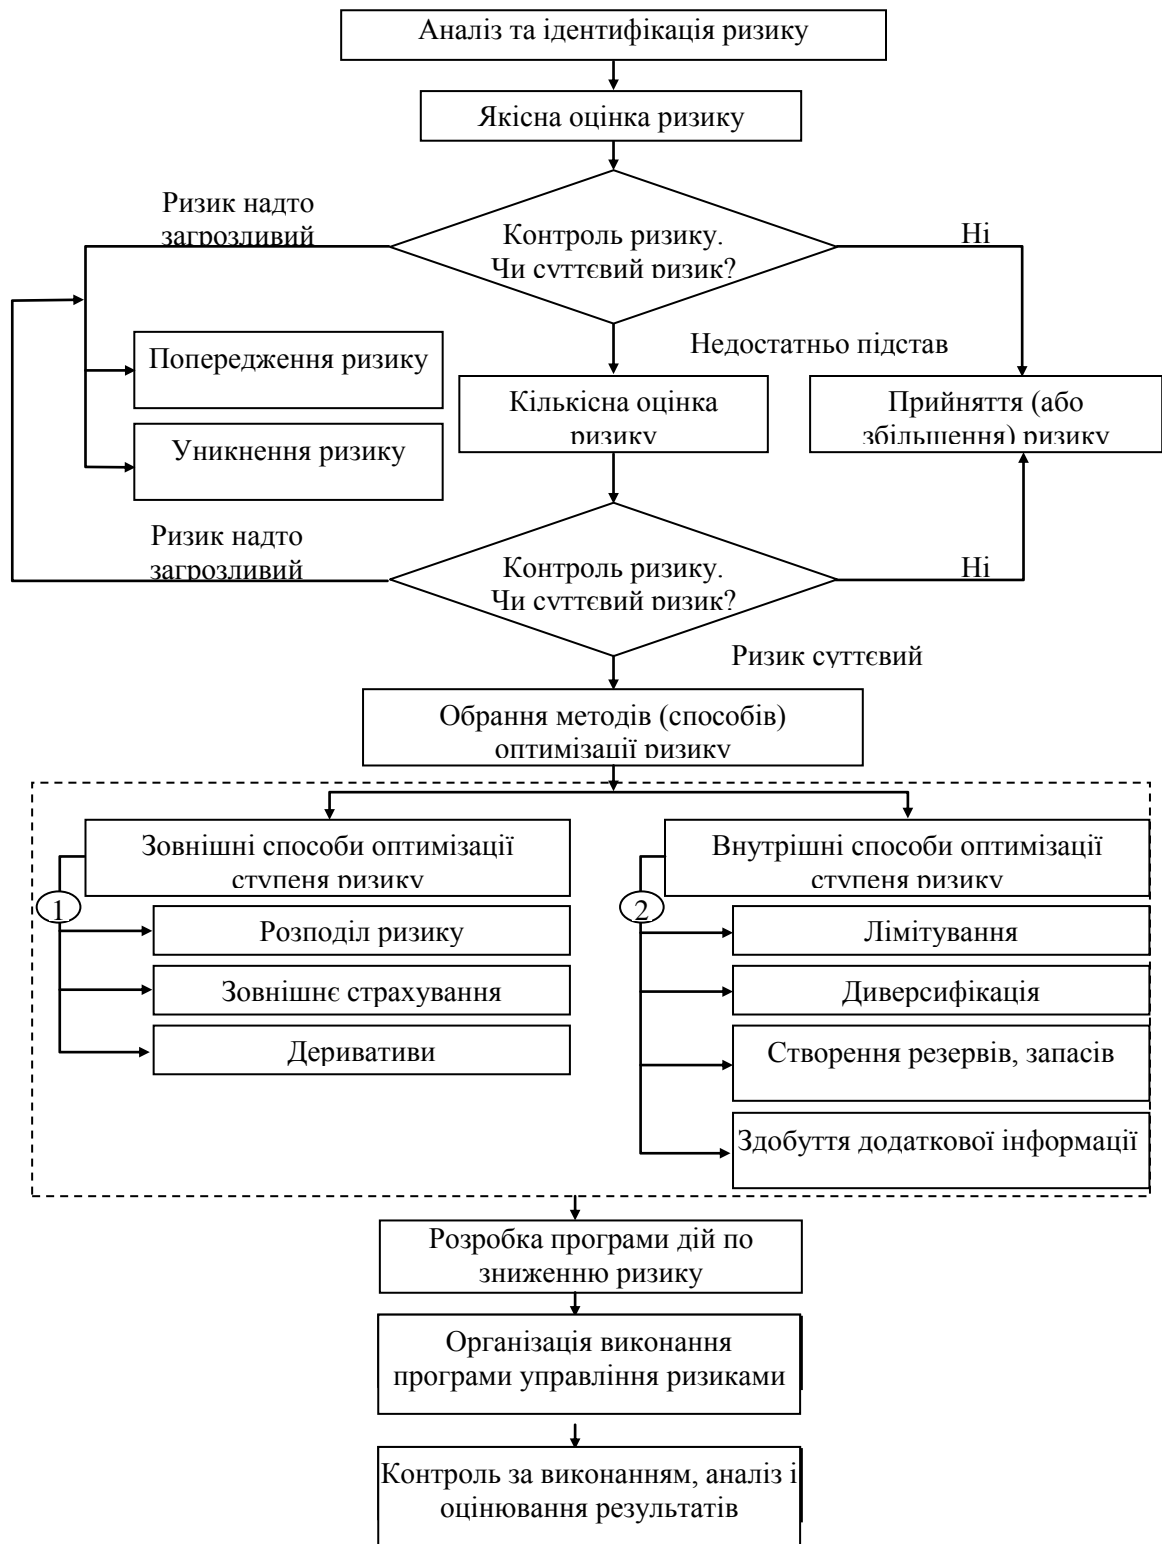 Аналіз та ідентифікація ризику
Якісна оцінка ризику
Ризик надто
загрозливий
Контроль ризику.
Чи суттєвий ризик?
Ні
Недостатньо підстав
Попередження ризику
Уникнення ризику
Кількісна оцінка
ризику
Прийняття (або
збільшення) ризику
Ризик надто
загрозливий
Контроль ризику.
Чи суттєвий ризик?
Ні
Ризик суттєвий
Обрання методів (способів)
оптимізації ризику
Зовнішні способи оптимізації
ступеня ризику
1
Розподіл ризику
Зовнішнє страхування
Деривативи
Внутрішні способи оптимізації
ступеня ризику
2
Лімітування
Диверсифікація
Створення резервів, запасів
Здобуття додаткової інформації
Розробка програми дій по
зниженню ризику
Організація виконання
програми управління ризиками
Контроль за виконанням, аналіз і
оцінювання результатів